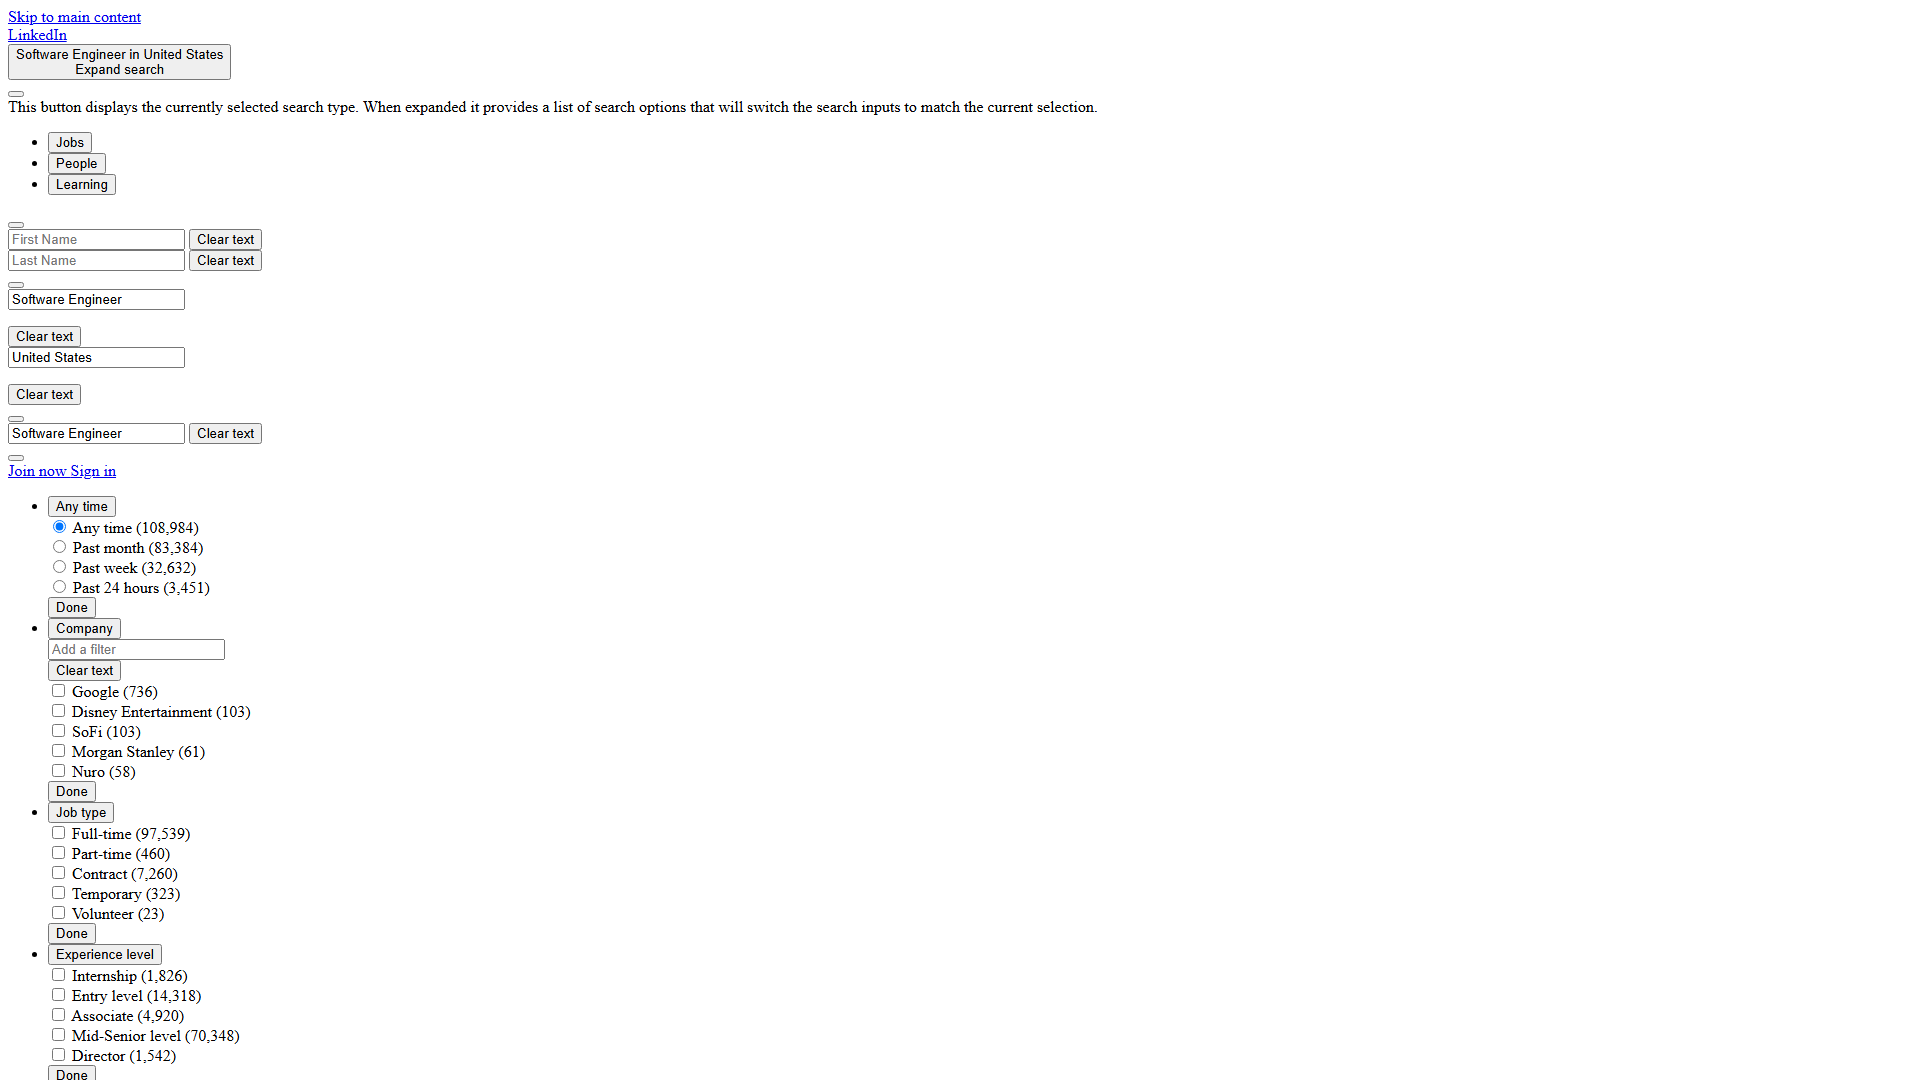 Skip to main content
LinkedIn
Software Engineer in United States
Expand search
This button displays the currently selected search type. When expanded it provides a list of search options that will switch the search inputs to match the current selection.
Jobs
People
Learning
First Name Clear text
Last Name Clear text
Software Engineer
Clear text
United States
Clear text
Software Engineer Clear text
Join now Sign in
Any time
Any time (108,984)
Past month (83,384)
Past week (32,632)
Past 24 hours (3,451)
Done
Company
Add a filter
Clear text
Google (736)
Disney Entertainment (103)
SoFi (103)
Morgan Stanley (61)
Nuro (58)
Done
Job type
Full-time (97,539)
Part-time (460)
Contract (7,260)
Temporary (323)
Volunteer (23)
Done
Experience level
Internship (1,826)
Entry level (14,318)
Associate (4,920)
Mid-Senior level (70,348)
Director (1,542)
Done